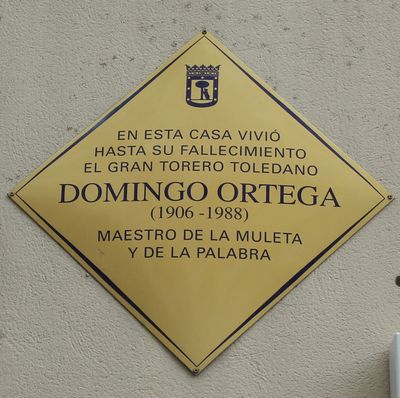 EN ESTA CASA VIVIÓ
HASTA SU FALLECIMIENTO
EL GRAN TORERO TOLEDANO
DOMINGO ORTEGA
(1906 -1988)
MAESTRO DE LA MULETA
Y DE LA PALABRA